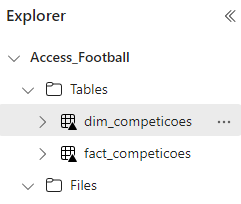 Explorer
Access_Football
Tables
dim_competicoes
fact_competicoes
Files